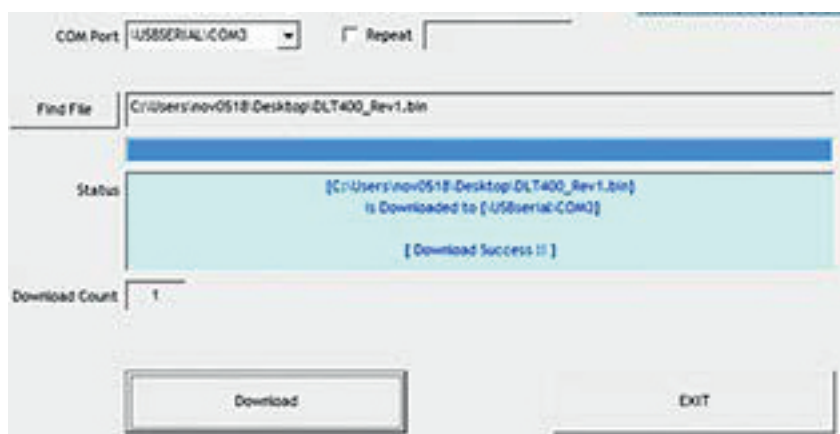 COM Port \USBSERIAL\COM3 Repeat
Find File C:\Users\nov0518\Desktop\DLT400_Rev1.bin
Status [C:\Users\nov0518\Desktop\DLT400_Rev1.bin]
is Downloaded to [\USBserial\COM3]
[ Download Success !! ]
Download Count 1
Download EXIT